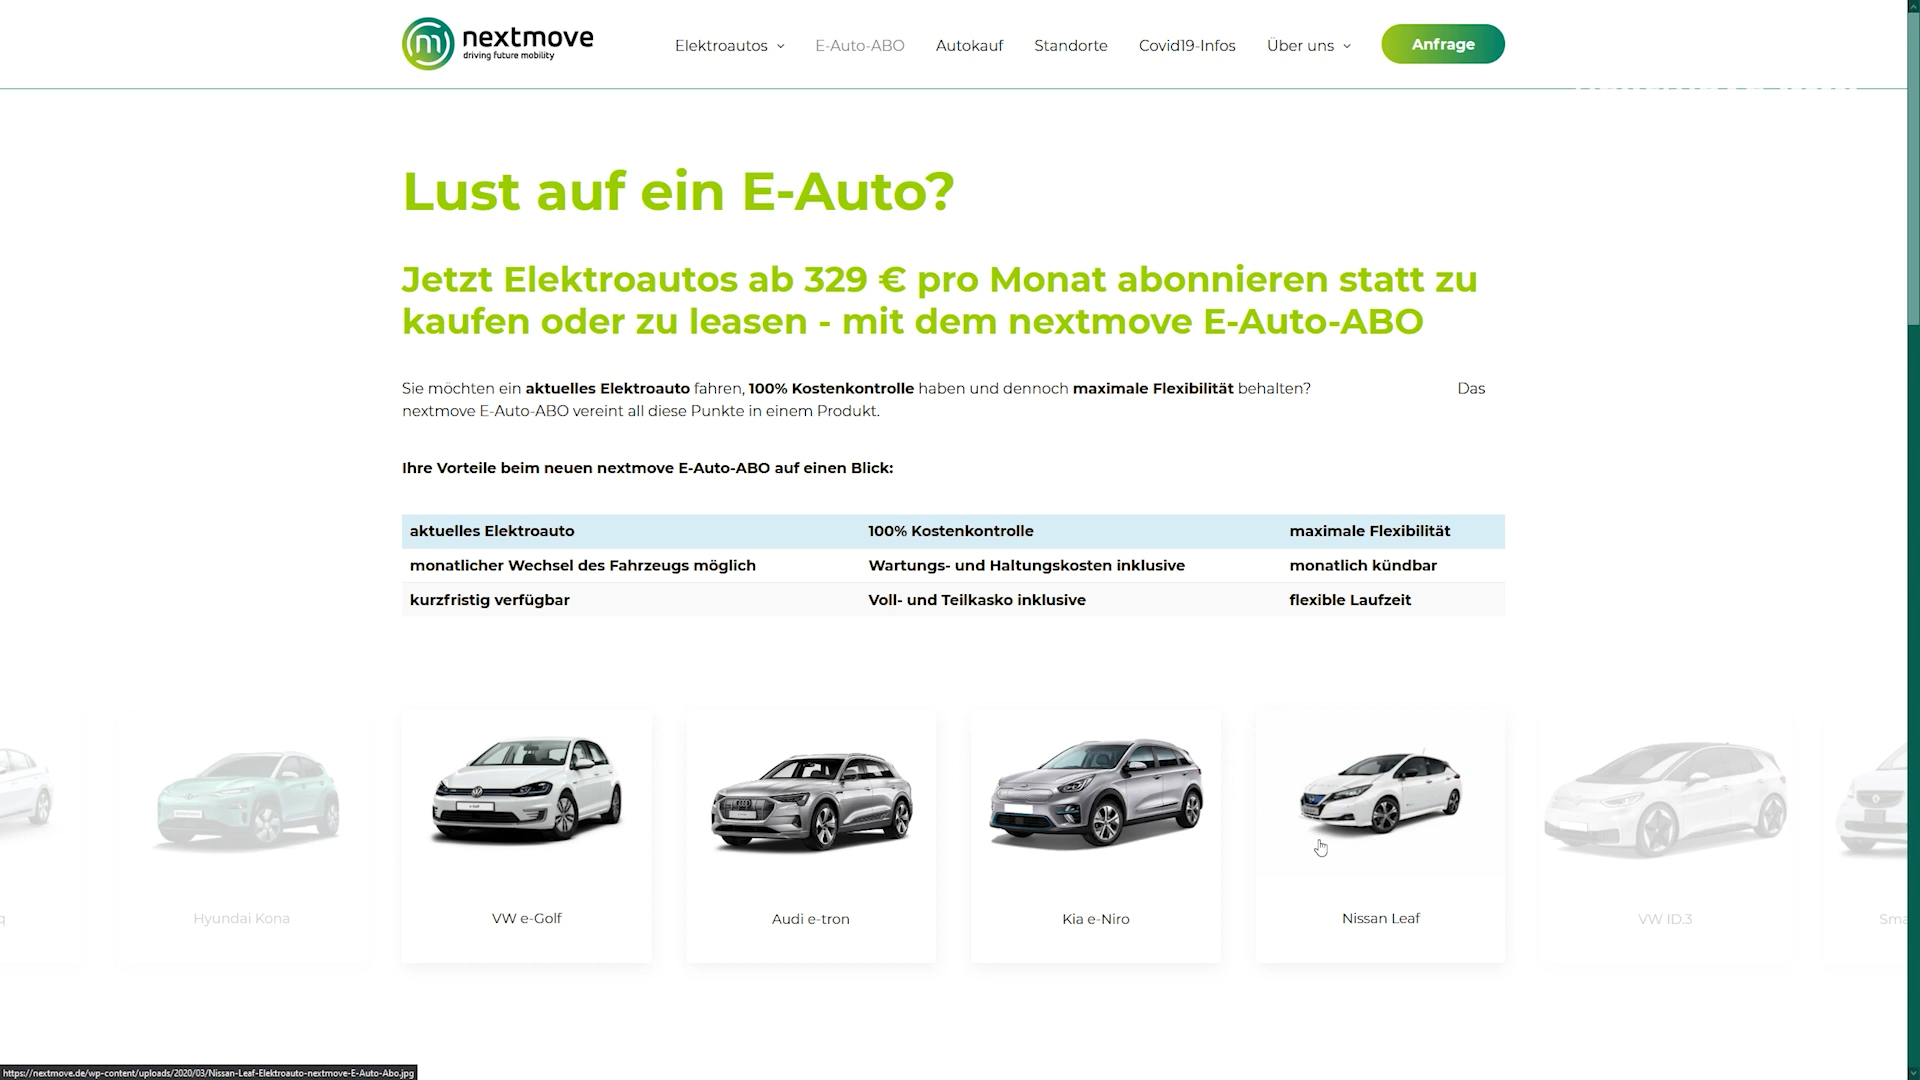 nextmove
driving future mobility
Elektroautos
E-Auto-ABO
Autokauf
Standorte
Covid19-Infos
Über uns
Anfrage
Lust auf ein E-Auto?
Jetzt Elektroautos ab 329 € pro Monat abonnieren statt zu
kaufen oder zu leasen - mit dem nextmove E-Auto-ABO
Sie möchten ein aktuelles Elektroauto fahren, 100% Kostenkontrolle haben und dennoch maximale Flexibilität behalten? Das
nextmove E-Auto-ABO vereint all diese Punkte in einem Produkt.
Ihre Vorteile beim neuen nextmove E-Auto-ABO auf einen Blick:
aktuelles Elektroauto 100% Kostenkontrolle maximale Flexibilität
monatlicher Wechsel des Fahrzeugs möglich Wartungs- und Haltungskosten inklusive monatlich kündbar
kurzfristig verfügbar Voll- und Teilkasko inklusive flexible Laufzeit
q
Hyundai Kona
VW e-Golf
Audi e-tron
Kia e-Niro
Nissan Leaf
VW ID.3
Sma
https://nextmove.de/wp-content/uploads/2020/03/Nissan-Leaf-Elektroauto-nextmove-E-Auto-Abo.jpg